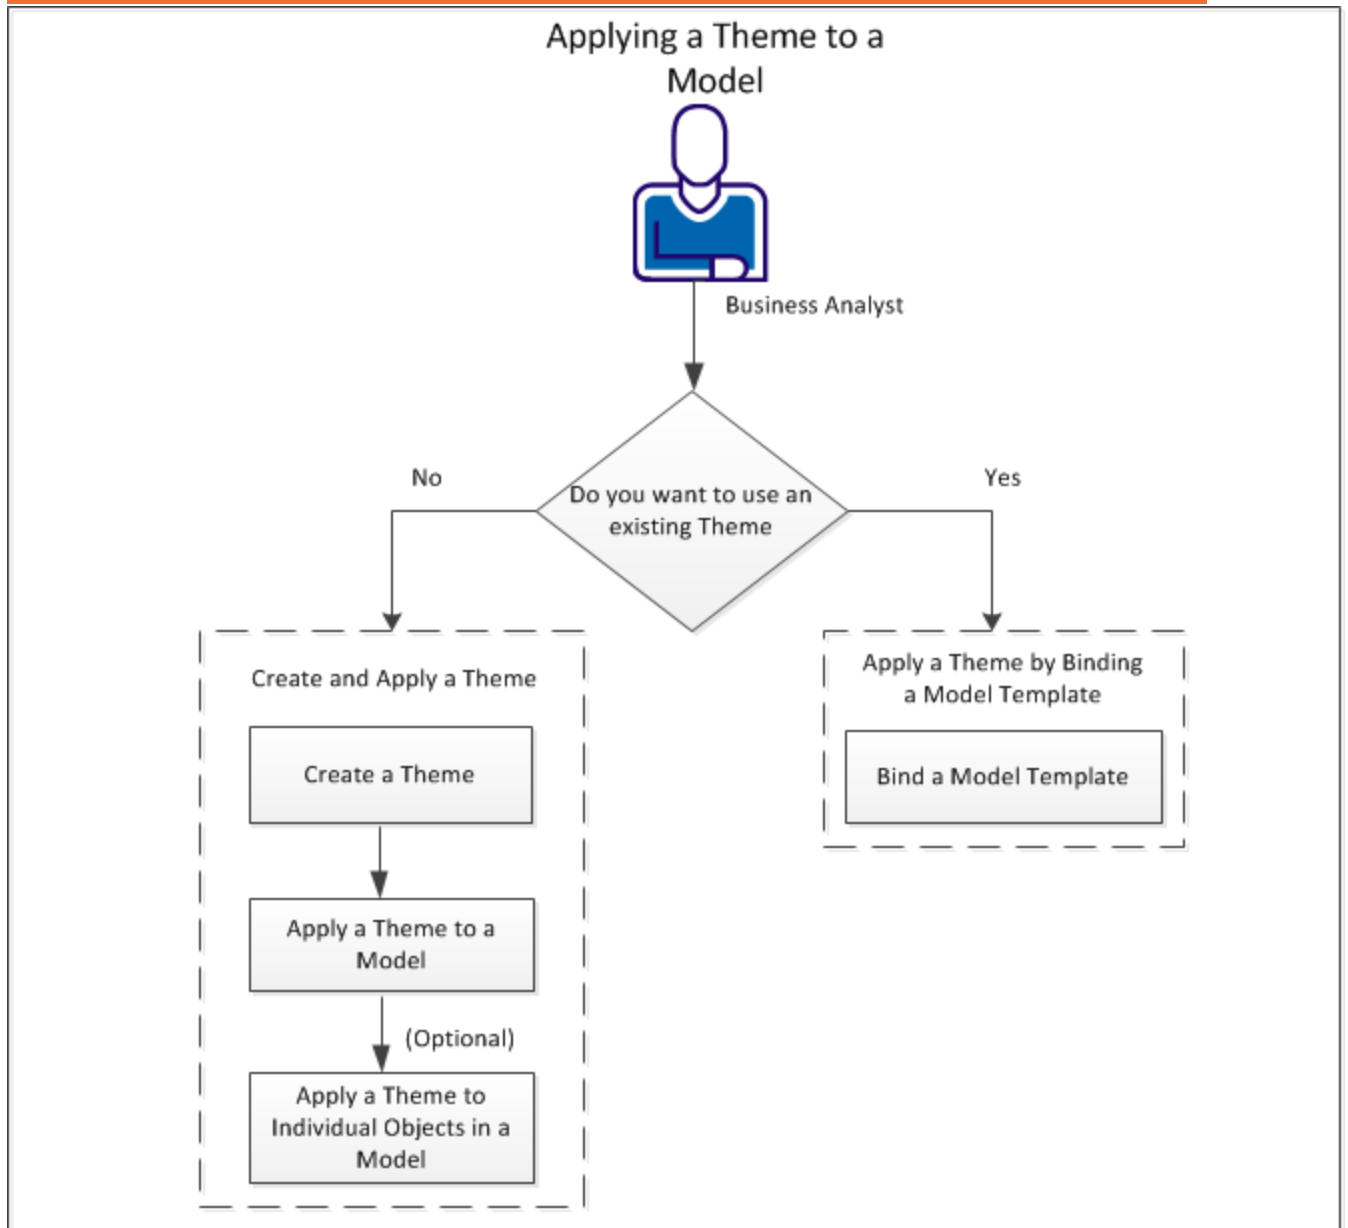 Applying a Theme to a
Model
Business Analyst
No
Yes
Do you want to use an
existing Theme
Create and Apply a Theme
Create a Theme
Apply a Theme to a
Model
(Optional)
Apply a Theme to
Individual Objects in a
Model
Apply a Theme by Binding
a Model Template
Bind a Model Template